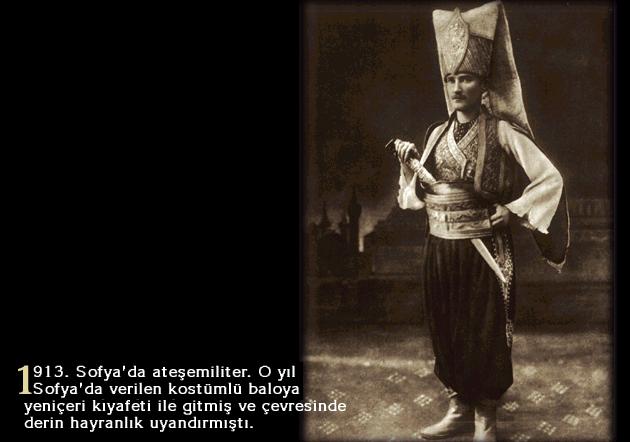 1913. Sofya'da ateşemiliter. O yıl
Sofya'da verilen kostümlü baloya
yeniçeri kıyafeti ile gitmiş ve çevresinde
derin hayranlık uyandırmıştı.